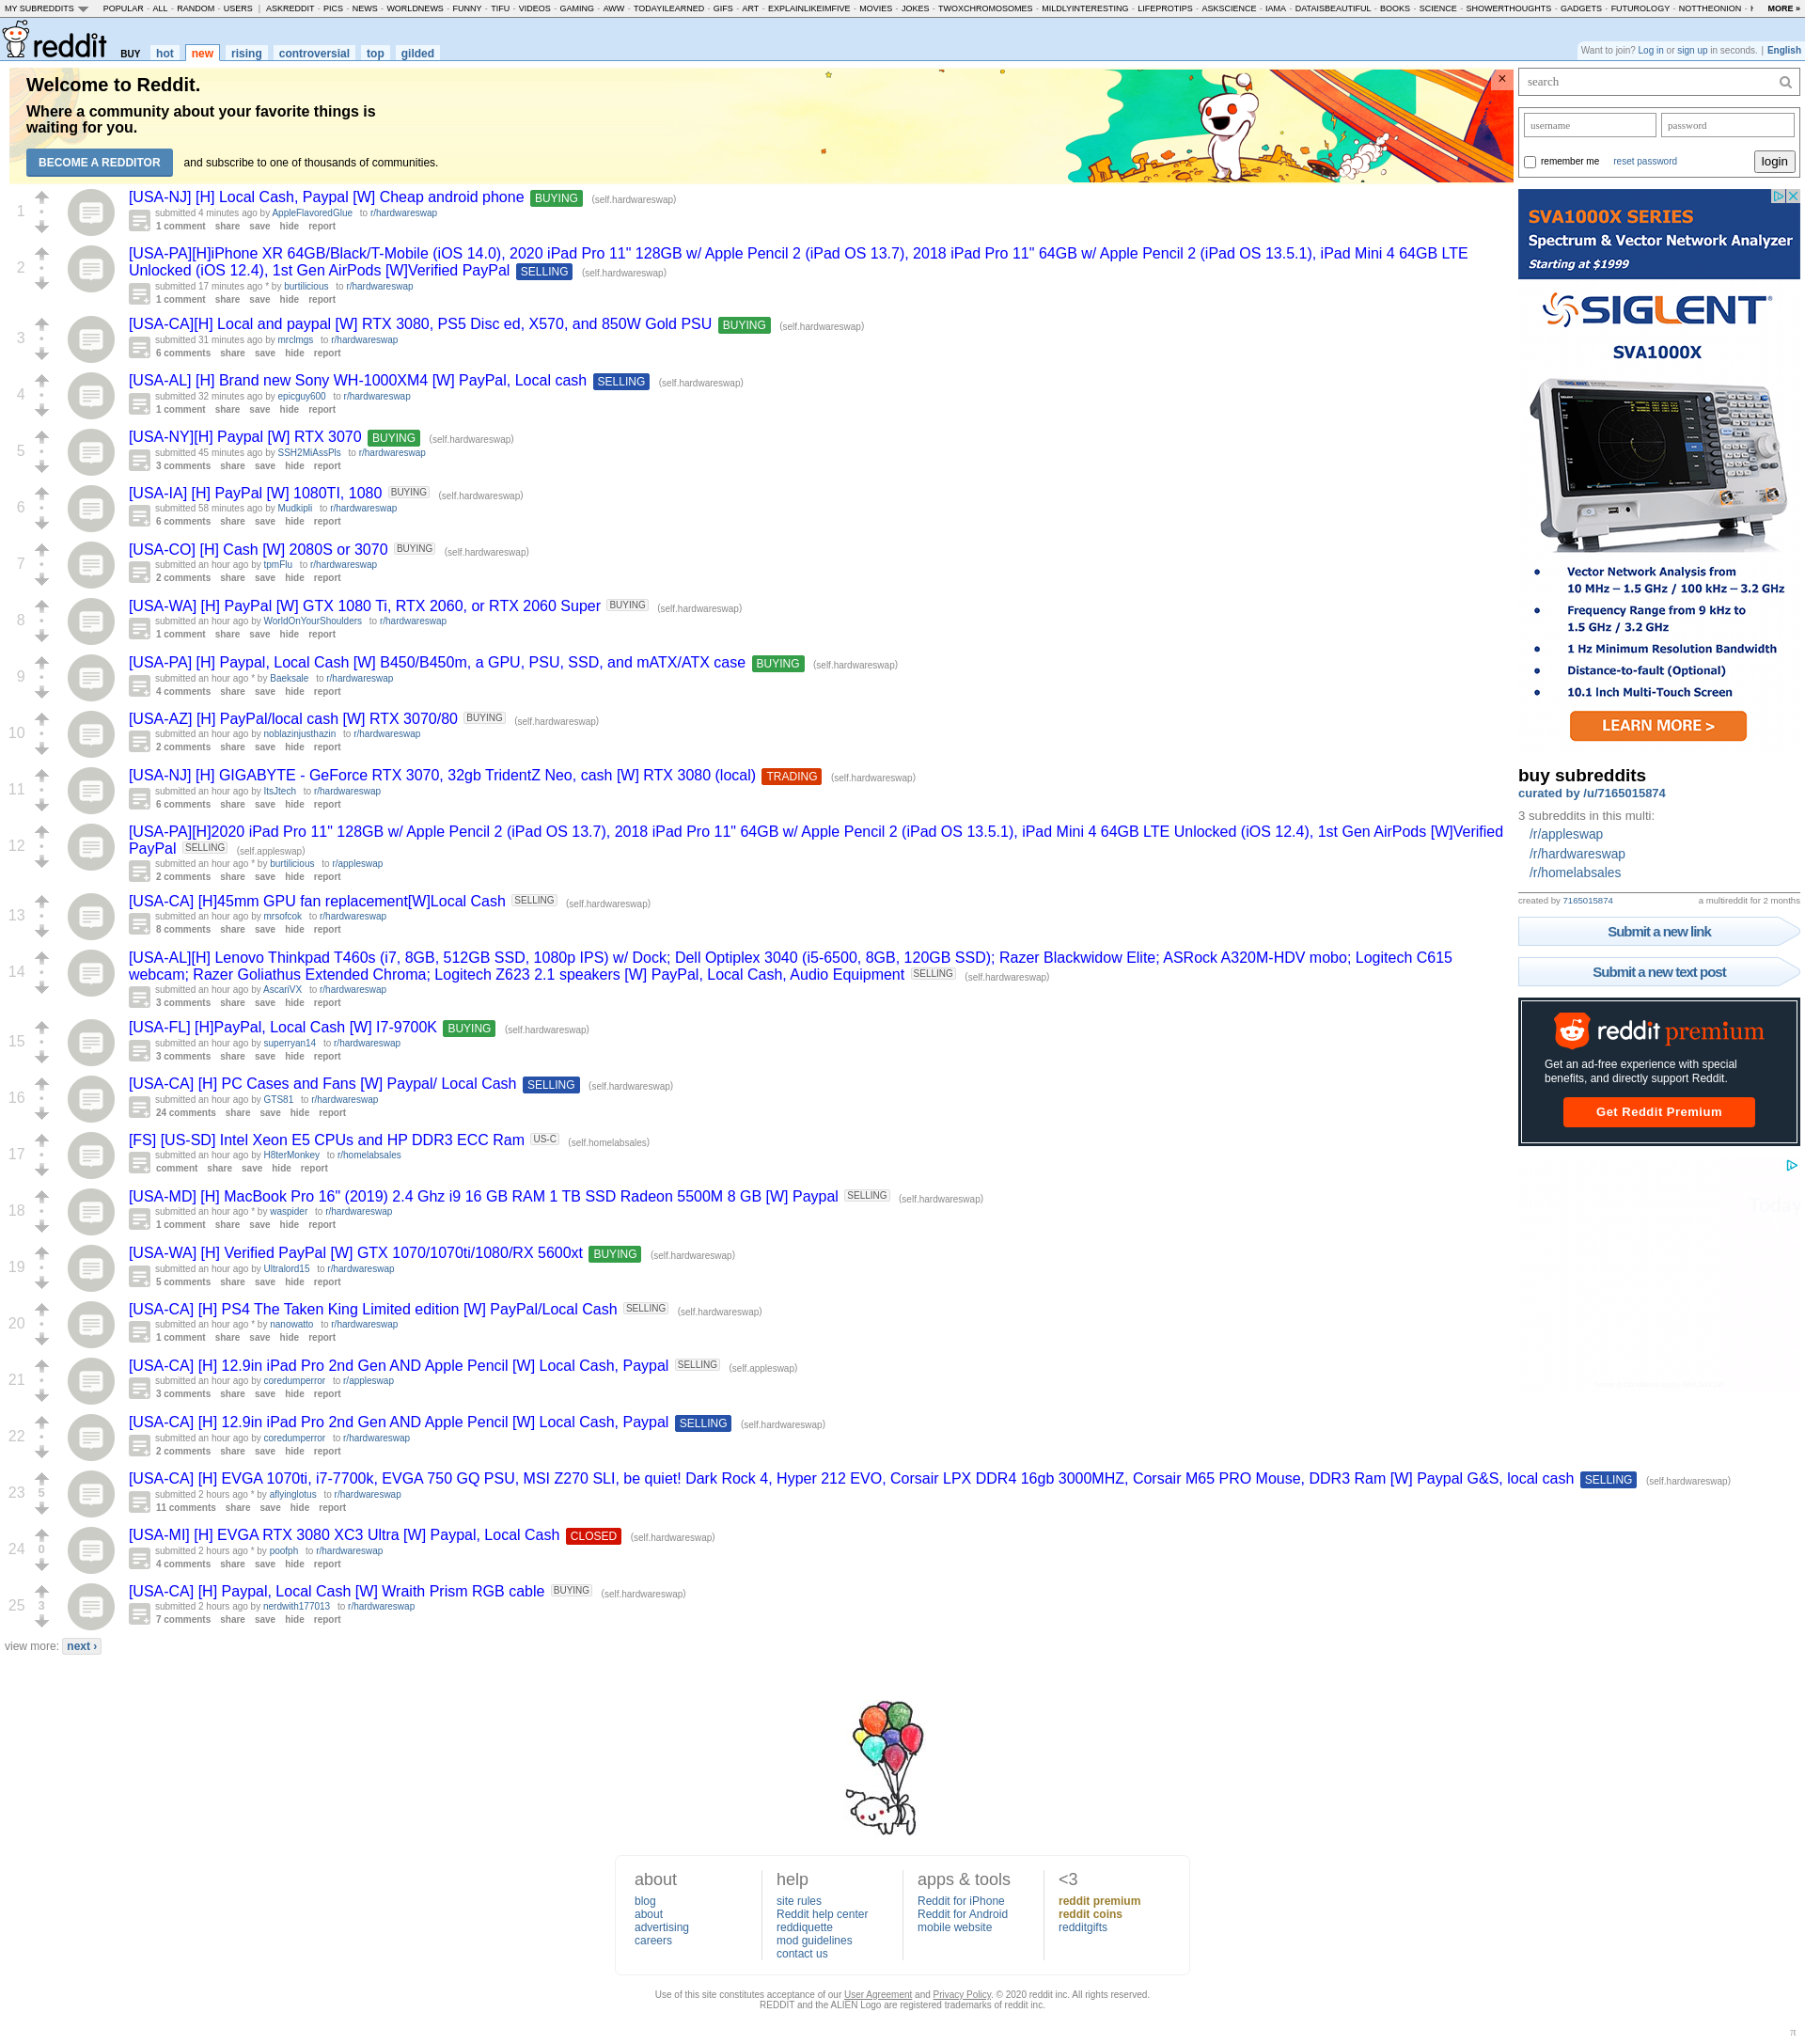 MY SUBREDDITS POPULAR - ALL - RANDOM - USERS | ASKREDDIT - PICS - NEWS - WORLDNEWS - FUNNY - TIFU - VIDEOS - GAMING - AWW - TODAYILEARNED - GIFS - ART - EXPLAINLIKEIMFIVE - MOVIES - JOKES - TWOXCHROMOSOMES - MILDLYINTERESTING - LIFEPROTIPS - ASKSCIENCE - IAMA - DATAISBEAUTIFUL - BOOKS - SCIENCE - SHOWERTHOUGHTS - GADGETS - FUTUROLOGY - NOTTHEONION - MORE »
reddit BUY hot new rising controversial top gilded
Want to join? Log in or sign up in seconds. | English
Welcome to Reddit.
Where a community about your favorite things is
waiting for you.
BECOME A REDDITOR and subscribe to one of thousands of communities.
×
1
[USA-NJ] [H] Local Cash, Paypal [W] Cheap android phone BUYING (self.hardwareswap)
submitted 4 minutes ago by AppleFlavoredGlue to r/hardwareswap
1 comment share save hide report
2
[USA-PA][H]iPhone XR 64GB/Black/T-Mobile (iOS 14.0), 2020 iPad Pro 11" 128GB w/ Apple Pencil 2 (iPad OS 13.7), 2018 iPad Pro 11" 64GB w/ Apple Pencil 2 (iPad OS 13.5.1), iPad Mini 4 64GB LTE
Unlocked (iOS 12.4), 1st Gen AirPods [W]Verified PayPal SELLING (self.hardwareswap)
submitted 17 minutes ago * by burtilicious to r/hardwareswap
1 comment share save hide report
3
[USA-CA][H] Local and paypal [W] RTX 3080, PS5 Disc ed, X570, and 850W Gold PSU BUYING (self.hardwareswap)
submitted 31 minutes ago by mrclmgs to r/hardwareswap
6 comments share save hide report
4
[USA-AL] [H] Brand new Sony WH-1000XM4 [W] PayPal, Local cash SELLING (self.hardwareswap)
submitted 32 minutes ago by epicguy600 to r/hardwareswap
1 comment share save hide report
5
[USA-NY][H] Paypal [W] RTX 3070 BUYING (self.hardwareswap)
submitted 45 minutes ago by SSH2MiAssPls to r/hardwareswap
3 comments share save hide report
6
[USA-IA] [H] PayPal [W] 1080TI, 1080 BUYING (self.hardwareswap)
submitted 58 minutes ago by Mudkipli to r/hardwareswap
6 comments share save hide report
7
[USA-CO] [H] Cash [W] 2080S or 3070 BUYING (self.hardwareswap)
submitted an hour ago by tpmFlu to r/hardwareswap
2 comments share save hide report
8
[USA-WA] [H] PayPal [W] GTX 1080 Ti, RTX 2060, or RTX 2060 Super BUYING (self.hardwareswap)
submitted an hour ago by WorldOnYourShoulders to r/hardwareswap
1 comment share save hide report
9
[USA-PA] [H] Paypal, Local Cash [W] B450/B450m, a GPU, PSU, SSD, and mATX/ATX case BUYING (self.hardwareswap)
submitted an hour ago * by Baeksale to r/hardwareswap
4 comments share save hide report
10
[USA-AZ] [H] PayPal/local cash [W] RTX 3070/80 BUYING (self.hardwareswap)
submitted an hour ago by noblazinjusthazin to r/hardwareswap
2 comments share save hide report
11
[USA-NJ] [H] GIGABYTE - GeForce RTX 3070, 32gb TridentZ Neo, cash [W] RTX 3080 (local) TRADING (self.hardwareswap)
submitted an hour ago by ItsJtech to r/hardwareswap
6 comments share save hide report
12
[USA-PA][H]2020 iPad Pro 11" 128GB w/ Apple Pencil 2 (iPad OS 13.7), 2018 iPad Pro 11" 64GB w/ Apple Pencil 2 (iPad OS 13.5.1), iPad Mini 4 64GB LTE Unlocked (iOS 12.4), 1st Gen AirPods [W]Verified
PayPal SELLING (self.appleswap)
submitted an hour ago * by burtilicious to r/appleswap
2 comments share save hide report
13
[USA-CA] [H]45mm GPU fan replacement[W]Local Cash SELLING (self.hardwareswap)
submitted an hour ago by mrsofcok to r/hardwareswap
8 comments share save hide report
14
[USA-AL][H] Lenovo Thinkpad T460s (i7, 8GB, 512GB SSD, 1080p IPS) w/ Dock; Dell Optiplex 3040 (i5-6500, 8GB, 120GB SSD); Razer Blackwidow Elite; ASRock A320M-HDV mobo; Logitech C615
webcam; Razer Goliathus Extended Chroma; Logitech Z623 2.1 speakers [W] PayPal, Local Cash, Audio Equipment SELLING (self.hardwareswap)
submitted an hour ago by AscariVX to r/hardwareswap
3 comments share save hide report
15
[USA-FL] [H]PayPal, Local Cash [W] I7-9700K BUYING (self.hardwareswap)
submitted an hour ago by superryan14 to r/hardwareswap
3 comments share save hide report
16
[USA-CA] [H] PC Cases and Fans [W] Paypal/ Local Cash SELLING (self.hardwareswap)
submitted an hour ago by GTS81 to r/hardwareswap
24 comments share save hide report
17
[FS] [US-SD] Intel Xeon E5 CPUs and HP DDR3 ECC Ram US-C (self.homelabsales)
submitted an hour ago by H8terMonkey to r/homelabsales
comment share save hide report
18
[USA-MD] [H] MacBook Pro 16" (2019) 2.4 Ghz i9 16 GB RAM 1 TB SSD Radeon 5500M 8 GB [W] Paypal SELLING (self.hardwareswap)
submitted an hour ago * by waspider to r/hardwareswap
1 comment share save hide report
19
[USA-WA] [H] Verified PayPal [W] GTX 1070/1070ti/1080/RX 5600xt BUYING (self.hardwareswap)
submitted an hour ago by Ultralord15 to r/hardwareswap
5 comments share save hide report
20
[USA-CA] [H] PS4 The Taken King Limited edition [W] PayPal/Local Cash SELLING (self.hardwareswap)
submitted an hour ago * by nanowatto to r/hardwareswap
1 comment share save hide report
21
[USA-CA] [H] 12.9in iPad Pro 2nd Gen AND Apple Pencil [W] Local Cash, Paypal SELLING (self.appleswap)
submitted an hour ago by coredumperror to r/appleswap
3 comments share save hide report
22
[USA-CA] [H] 12.9in iPad Pro 2nd Gen AND Apple Pencil [W] Local Cash, Paypal SELLING (self.hardwareswap)
submitted an hour ago by coredumperror to r/hardwareswap
2 comments share save hide report
23 5
[USA-CA] [H] EVGA 1070ti, i7-7700k, EVGA 750 GQ PSU, MSI Z270 SLI, be quiet! Dark Rock 4, Hyper 212 EVO, Corsair LPX DDR4 16gb 3000MHZ, Corsair M65 PRO Mouse, DDR3 Ram [W] Paypal G&S, local cash SELLING (self.hardwareswap)
submitted 2 hours ago * by aflyinglotus to r/hardwareswap
11 comments share save hide report
24 0
[USA-MI] [H] EVGA RTX 3080 XC3 Ultra [W] Paypal, Local Cash CLOSED (self.hardwareswap)
submitted 2 hours ago * by poofph to r/hardwareswap
4 comments share save hide report
25 3
[USA-CA] [H] Paypal, Local Cash [W] Wraith Prism RGB cable BUYING (self.hardwareswap)
submitted 2 hours ago by nerdwith177013 to r/hardwareswap
7 comments share save hide report
view more: next ›
search
username password
remember me reset password login
SVA1000X SERIES
Spectrum & Vector Network Analyzer
Starting at $1999
SIGLENT®
SVA1000X
• Vector Network Analysis from
10 MHz – 1.5 GHz / 100 kHz – 3.2 GHz
• Frequency Range from 9 kHz to
1.5 GHz / 3.2 GHz
• 1 Hz Minimum Resolution Bandwidth
• Distance-to-fault (Optional)
• 10.1 Inch Multi-Touch Screen
LEARN MORE >
buy subreddits
curated by /u/7165015874
3 subreddits in this multi:
/r/appleswap
/r/hardwareswap
/r/homelabsales
created by 7165015874 a multireddit for 2 months
Submit a new link
Submit a new text post
reddit premium
Get an ad-free experience with special
benefits, and directly support Reddit.
Get Reddit Premium
Today
about
blog
about
advertising
careers
help
site rules
Reddit help center
reddiquette
mod guidelines
contact us
apps & tools
Reddit for iPhone
Reddit for Android
mobile website
<3
reddit premium
reddit coins
redditgifts
Use of this site constitutes acceptance of our User Agreement and Privacy Policy. © 2020 reddit inc. All rights reserved.
REDDIT and the ALIEN Logo are registered trademarks of reddit inc.
π